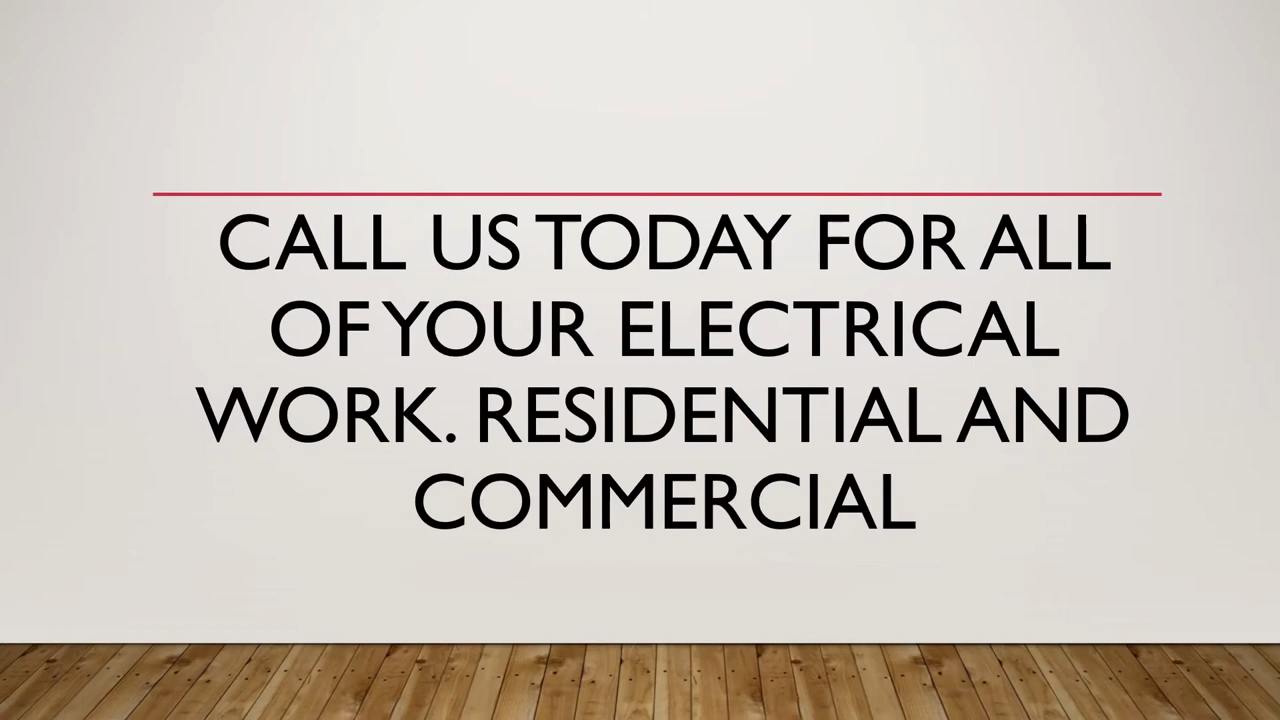 CALL US TODAY FOR ALL
OF YOUR ELECTRICAL
WORK. RESIDENTIAL AND
COMMERCIAL